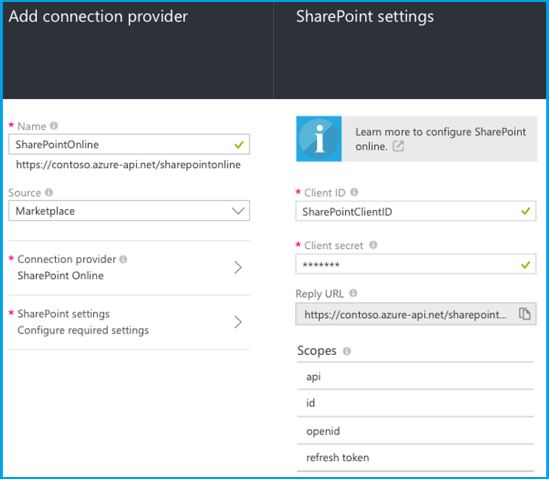 Add connection provider
* Name
SharePointOnline
https://contoso.azure-api.net/sharepointonline
Source
Marketplace
* Connection provider
SharePoint Online
* SharePoint settings
Configure required settings
SharePoint settings
Learn more to configure SharePoint
online.
* Client ID
SharePointClientID
* Client secret
*******
Reply URL
https://contoso.azure-api.net/sharepoint...
Scopes
api
id
openid
refresh token